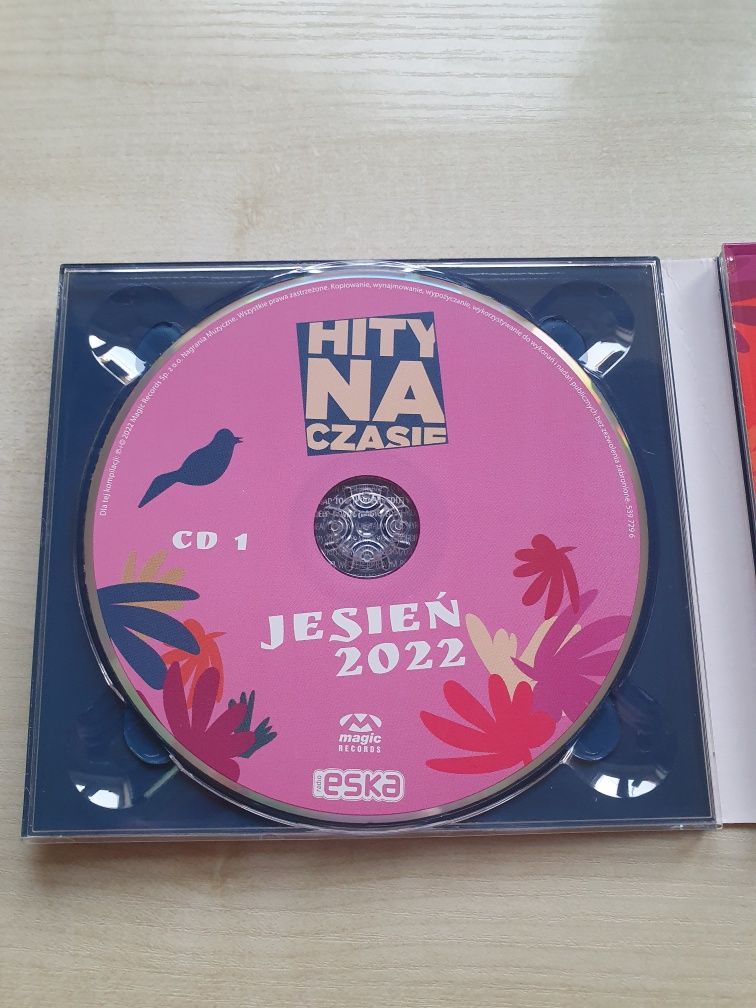 Dla tej kompilacji: ℗ i © 2022 Magic Records Sp. z o.o. Nagrania Muzyczne. Wszystkie prawa zastrzeżone. Kopiowanie, wynajmowanie, wypożyczanie, wykorzystywanie do wykonań i nadań publicznych bez zezwolenia zabronione. 539 729 6
HITY
NA
CZASIE
CD 1
JESIEŃ
2022
magic
RECORDS
radio
eska